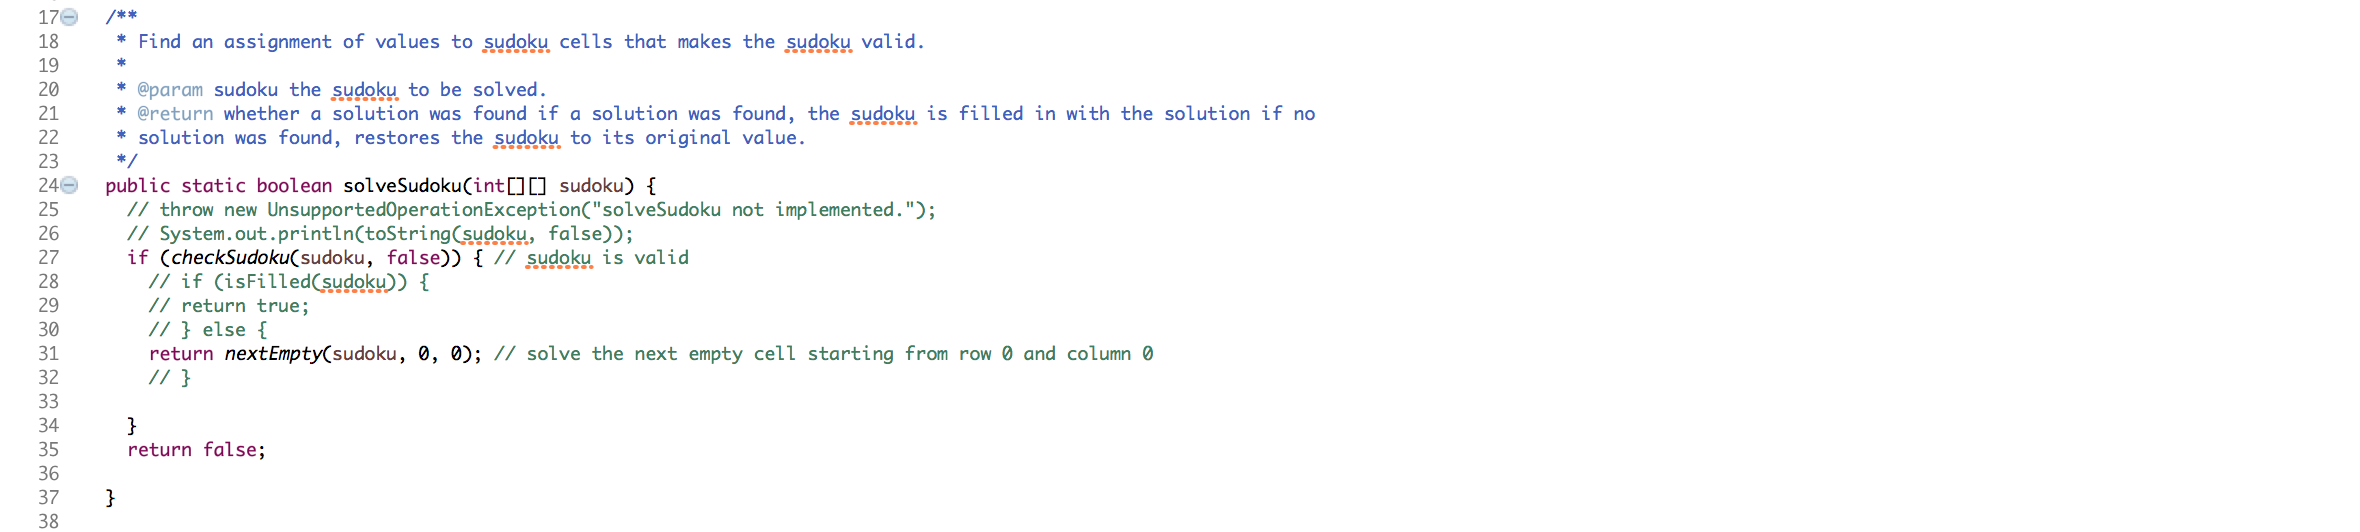 17 /**
18 * Find an assignment of values to sudoku cells that makes the sudoku valid.
19 *
20 * @param sudoku the sudoku to be solved.
21 * @return whether a solution was found if a solution was found, the sudoku is filled in with the solution if no
22 * solution was found, restores the sudoku to its original value.
23 */
24 public static boolean solveSudoku(int[][] sudoku) {
25 // throw new UnsupportedOperationException("solveSudoku not implemented.");
26 // System.out.println(toString(sudoku, false));
27 if (checkSudoku(sudoku, false)) { // sudoku is valid
28 // if (isFilled(sudoku)) {
29 // return true;
30 // } else {
31 return nextEmpty(sudoku, 0, 0); // solve the next empty cell starting from row 0 and column 0
32 // }
33
34 }
35 return false;
36
37 }
38